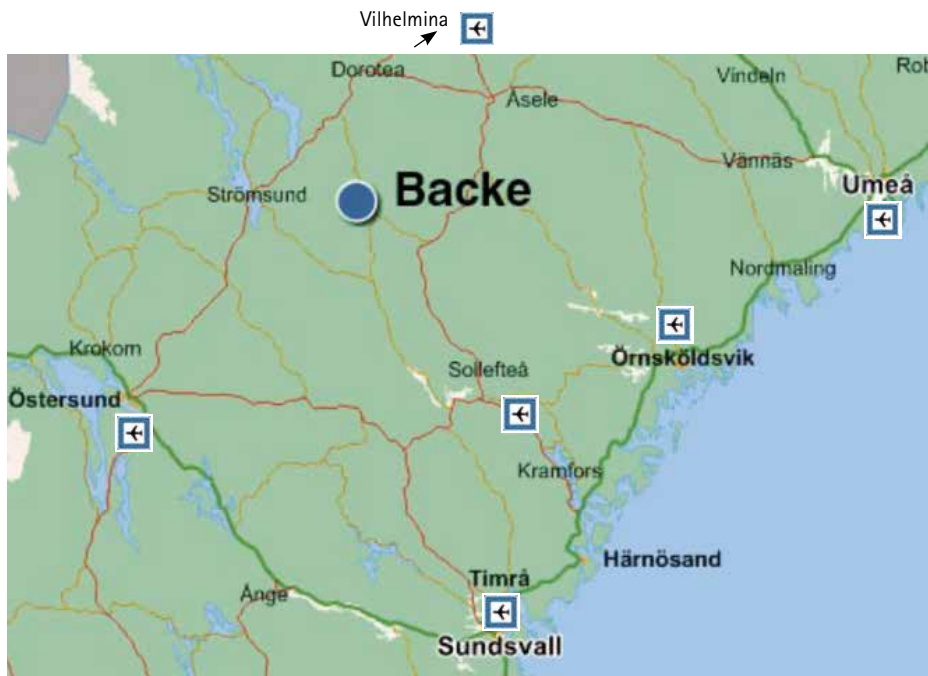 Vilhelmina
Dorotea
Åsele
Vindeln
Rob
Vännäs
Umeå
Strömsund
Backe
Nordmaling
Krokom
Sollefteå
Örnsköldsvik
Östersund
Kramfors
Härnösand
Timrå
Ånge
Sundsvall